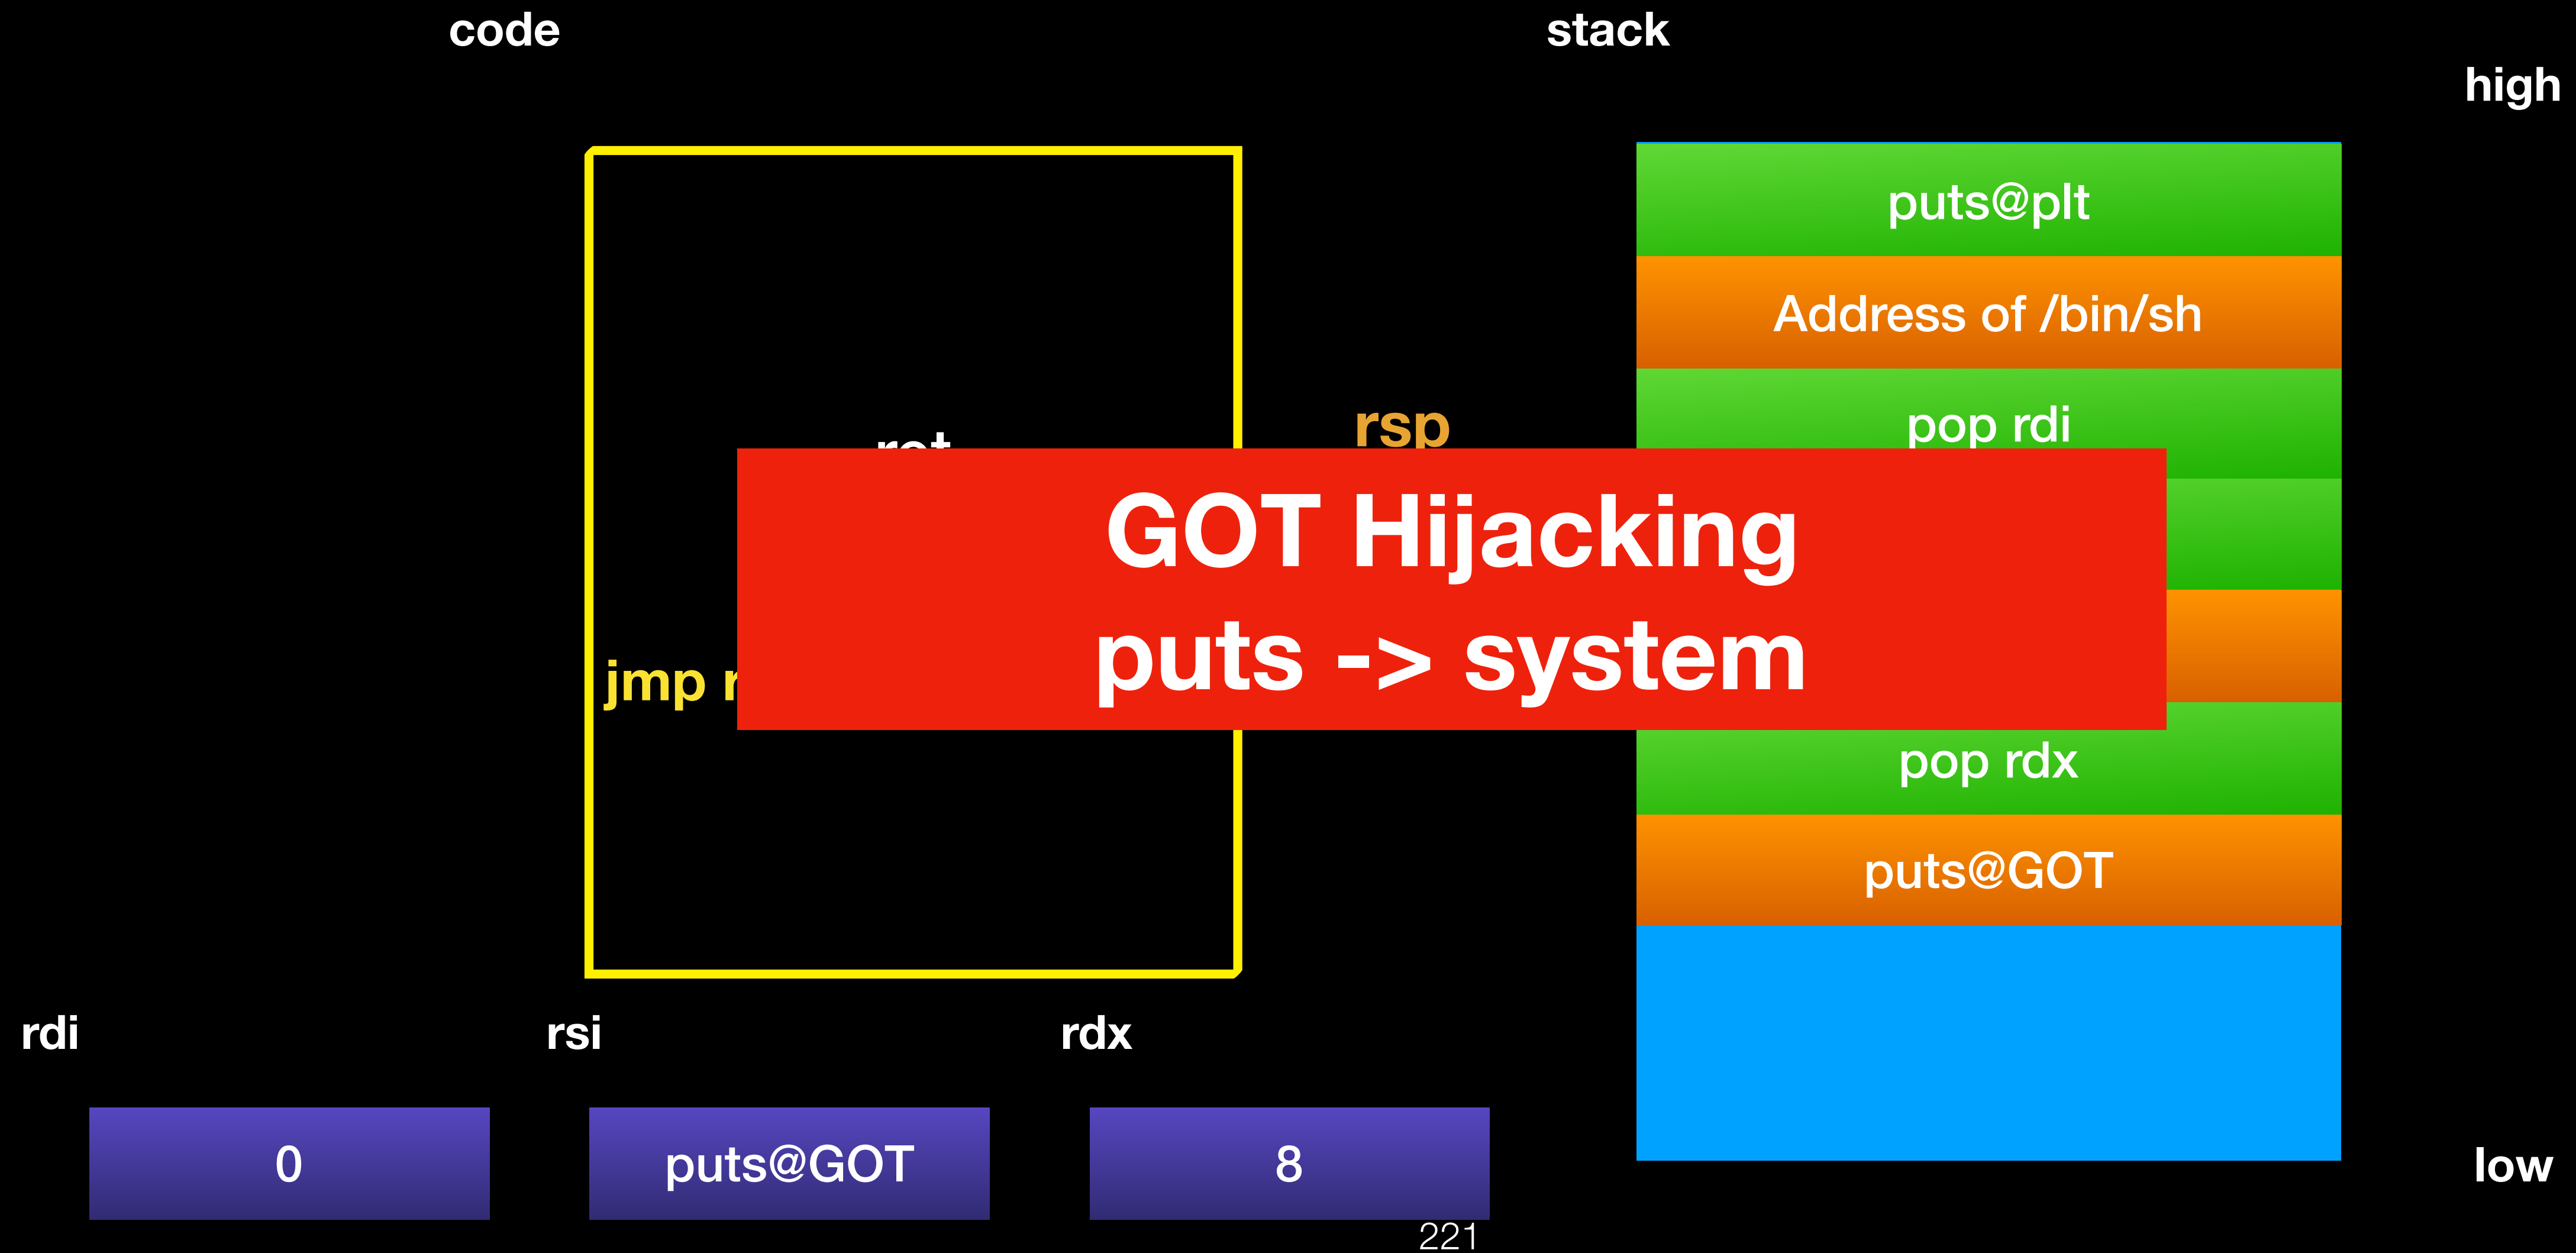 code
stack
high
puts@plt
Address of /bin/sh
rsp
pop rdi
GOT Hijacking
puts -> system
jmp
pop rdx
puts@GOT
rdi
rsi
rdx
0
puts@GOT
8
low
221